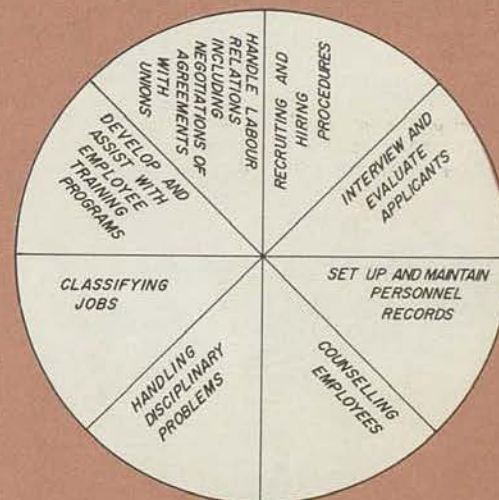 RECRUITING AND
HIRING
PROCEDURES
INTERVIEW AND
EVALUATE
APPLICANTS
SET UP AND MAINTAIN
PERSONNEL
RECORDS
COUNSELLING
EMPLOYEES
HANDLING
DISCIPLINARY
PROBLEMS
CLASSIFYING
JOBS
DEVELOP AND
ASSIST WITH
EMPLOYEE
TRAINING
PROGRAMS
HANDLE LABOUR
RELATIONS
INCLUDING
NEGOTIATIONS OF
AGREEMENTS
WITH
UNIONS